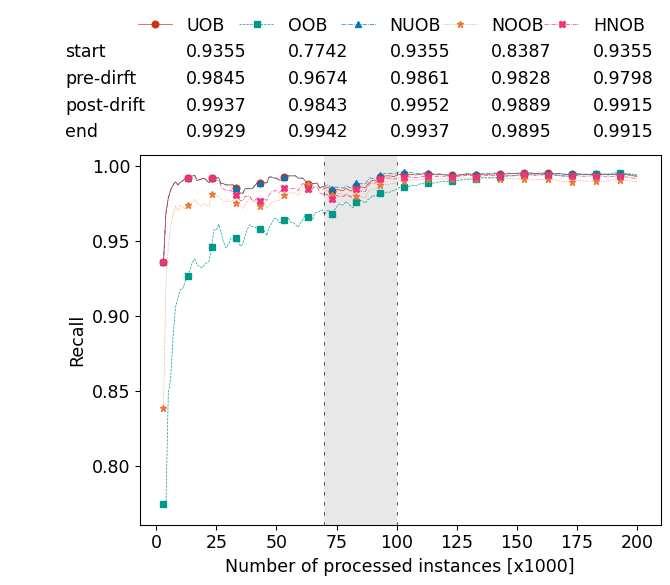 UOB OOB NUOB NOOB HNOB
start 0.9355 0.7742 0.9355 0.8387 0.9355
pre-dirft 0.9845 0.9674 0.9861 0.9828 0.9798
post-drift 0.9937 0.9843 0.9952 0.9889 0.9915
end 0.9929 0.9942 0.9937 0.9895 0.9915
1.00
0.95
0.90
0.85
0.80
Recall
0 25 50 75 100 125 150 175 200
Number of processed instances [x1000]